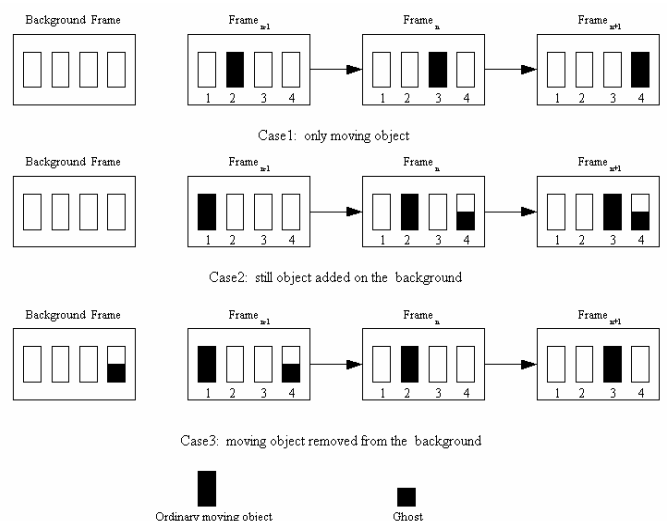 Background Frame Frame n-1 Frame n Frame n+1
1 2 3 4 1 2 3 4 1 2 3 4
Case1: only moving object
Background Frame Frame n-1 Frame n Frame n+1
1 2 3 4 1 2 3 4 1 2 3 4
Case2: still object added on the background
Background Frame Frame n-1 Frame n Frame n+1
1 2 3 4 1 2 3 4 1 2 3 4
Case3: moving object removed from the background
Ordinary moving object Ghost